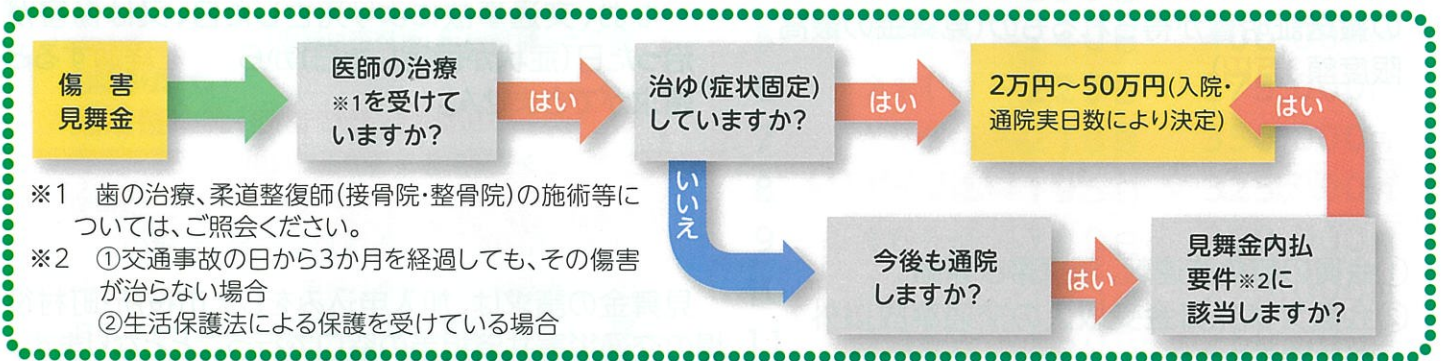 傷　害
見舞金
医師の治療
※1を受けて
いますか?
はい
治ゆ(症状固定)
していますか?
はい
2万円～50万円(入院・
通院実日数により決定)
はい
いいえ
今後も通院
しますか?
はい
見舞金内払
要件※2に
該当しますか?
※1　歯の治療、柔道整復師(接骨院・整骨院)の施術等に
ついては、ご照会ください。
※2　①交通事故の日から3か月を経過しても、その傷害
が治らない場合
②生活保護法による保護を受けている場合